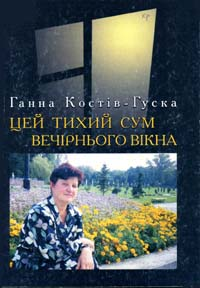 Ганна Костів-Гуска
ЦЕЙ ТИХИЙ СУМ
ВЕЧІРНЬОГО ВІКНА